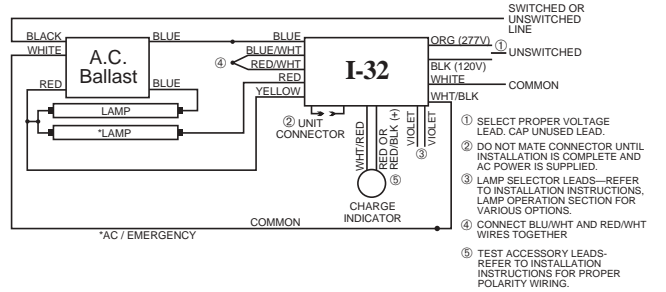 SWITCHED OR
UNSWITCHED
LINE
BLACK
WHITE
A.C.
Ballast
BLUE
BLUE
BLUE/WHT
④
RED/WHT
RED
YELLOW
I-32
ORG (277V)
①
UNSWITCHED
BLK (120V)
WHITE
COMMON
WHT/BLK
RED
BLUE
LAMP
*LAMP
② UNIT
CONNECTOR
WHT/RED
RED OR
RED/BLK (+)
VIOLET
VIOLET
③
⑤
CHARGE
INDICATOR
COMMON
*AC / EMERGENCY
① SELECT PROPER VOLTAGE
LEAD. CAP UNUSED LEAD.
② DO NOT MATE CONNECTOR UNTIL
INSTALLATION IS COMPLETE AND
AC POWER IS SUPPLIED.
③ LAMP SELECTOR LEADS—REFER
TO INSTALLATION INSTRUCTIONS,
LAMP OPERATION SECTION FOR
VARIOUS OPTIONS.
④ CONNECT BLU/WHT AND RED/WHT
WIRES TOGETHER
⑤ TEST ACCESSORY LEADS-
REFER TO INSTALLATION
INSTRUCTIONS FOR PROPER
POLARITY WIRING.